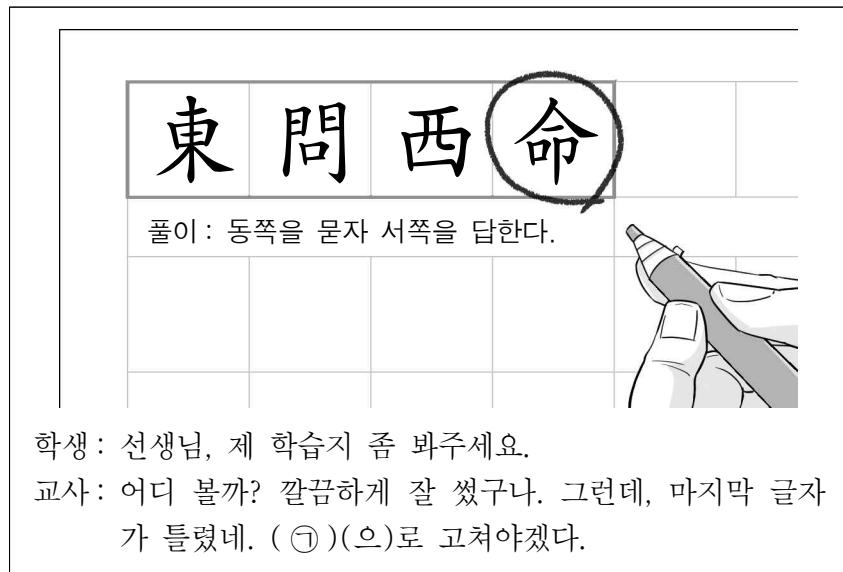 東問西命
풀이: 동쪽을 묻자 서쪽을 답한다.
학생: 선생님, 제 학습지 좀 봐주세요.
교사: 어디 볼까? 깔끔하게 잘 썼구나. 그런데, 마지막 글자
가 틀렸네. ( ㉠ )(으)로 고쳐야겠다.